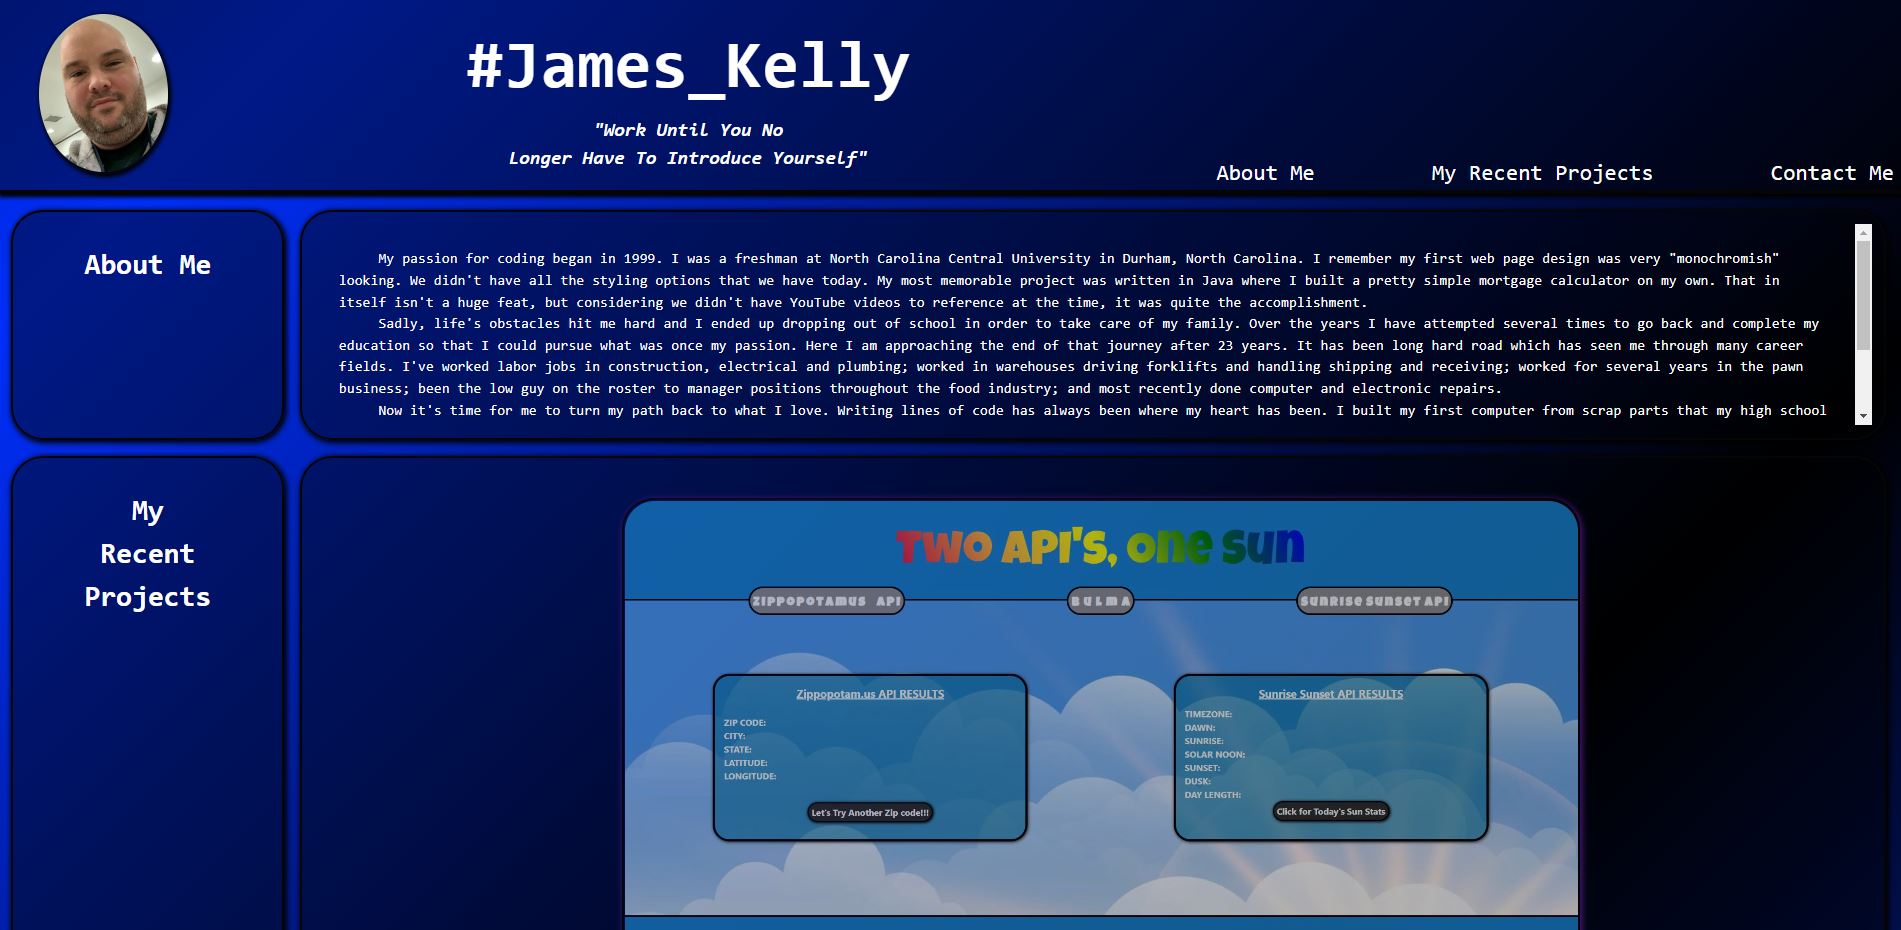 #James_Kelly
"Work Until You No
Longer Have To Introduce Yourself"
About Me
My Recent Projects
Contact Me
About Me
My passion for coding began in 1999. I was a freshman at North Carolina Central University in Durham, North Carolina. I remember my first web page design was very "monochromish"
looking. We didn't have all the styling options that we have today. My most memorable project was written in Java where I built a pretty simple mortgage calculator on my own. That in
itself isn't a huge feat, but considering we didn't have YouTube videos to reference at the time, it was quite the accomplishment.
Sadly, life's obstacles hit me hard and I ended up dropping out of school in order to take care of my family. Over the years I have attempted several times to go back and complete my
education so that I could pursue what was once my passion. Here I am approaching the end of that journey after 23 years. It has been long hard road which has seen me through many career
fields. I've worked labor jobs in construction, electrical and plumbing; worked in warehouses driving forklifts and handling shipping and receiving; worked for several years in the pawn
business; been the low guy on the roster to manager positions throughout the food industry; and most recently done computer and electronic repairs.
Now it's time for me to turn my path back to what I love. Writing lines of code has always been where my heart has been. I built my first computer from scrap parts that my high school
My
Recent
Projects
Two API's, One Sun
Zippopotamus API
BULMA
Sunrise Sunset API
Zippopotam.us API RESULTS
ZIP CODE:
CITY:
STATE:
LATITUDE:
LONGITUDE:
Let's Try Another Zip code!!!
Sunrise Sunset API RESULTS
TIMEZONE:
DAWN:
SUNRISE:
SOLAR NOON:
SUNSET:
DUSK:
DAY LENGTH:
Click for Today's Sun Stats